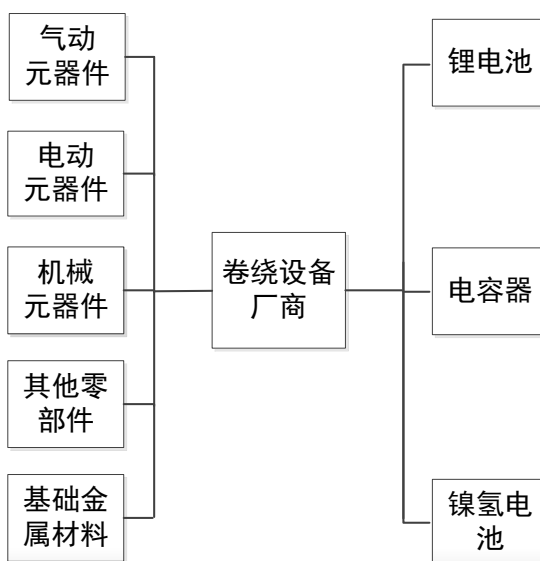 气动
元器件
电动
元器件
机械
元器件
其他零
部件
基础金
属材料
卷绕设备
厂商
锂电池
电容器
镍氢电
池